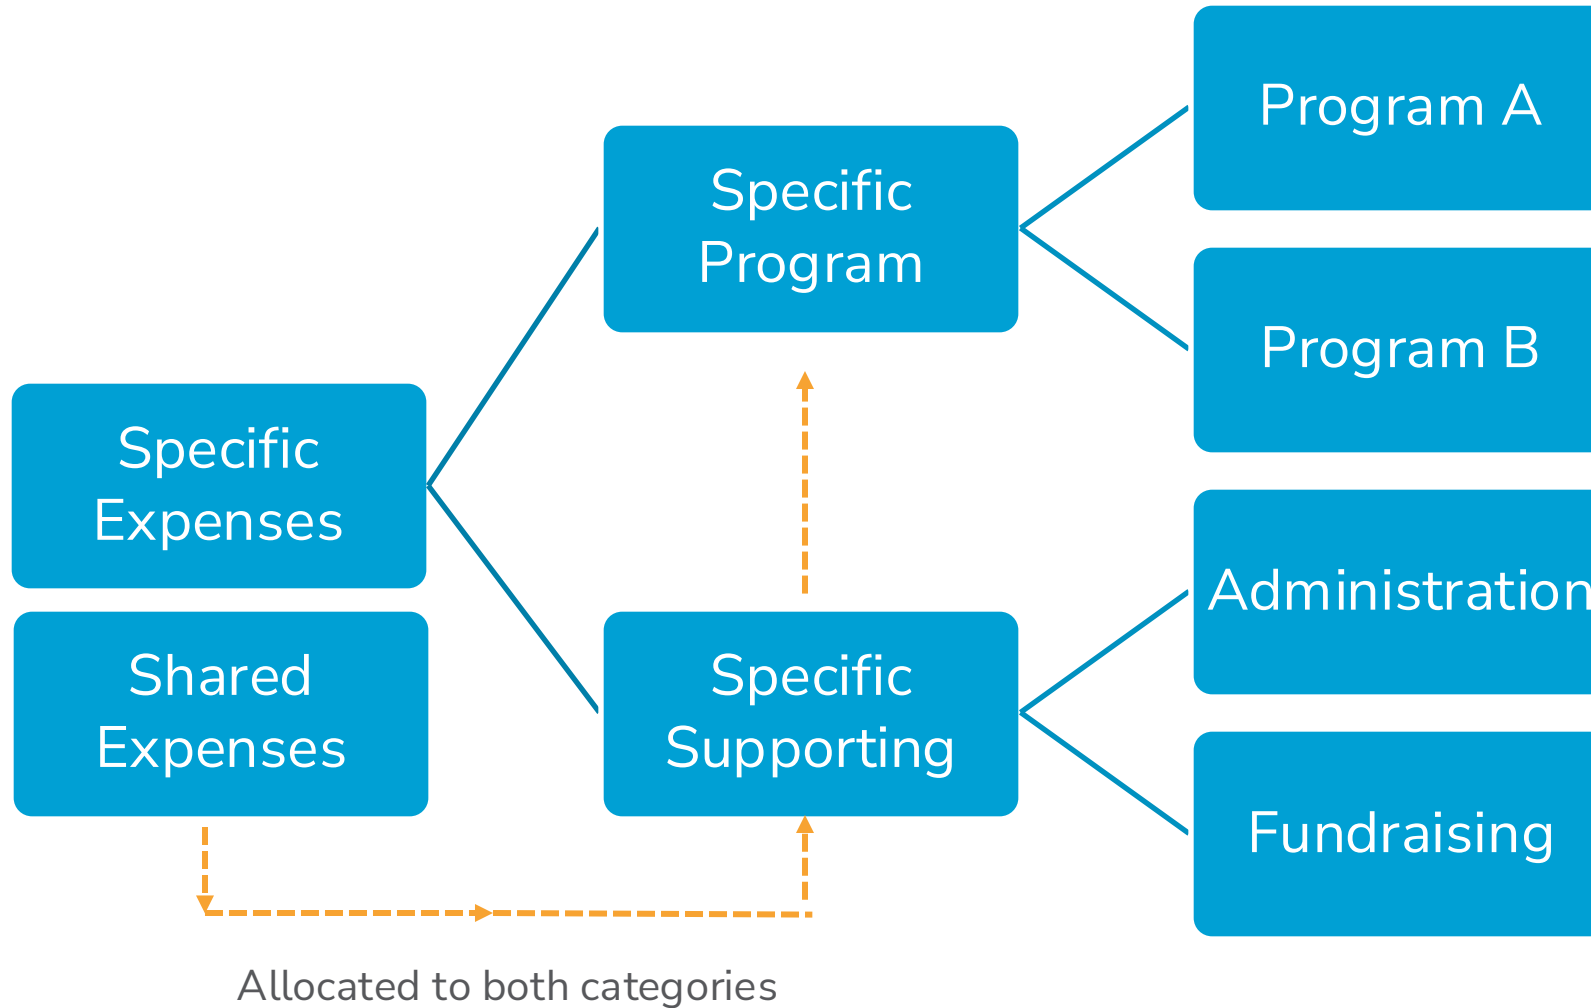 Program A
Specific
Program
Program B
Specific
Expenses
Administration
Shared
Expenses
Specific
Supporting
Fundraising
Allocated to both categories